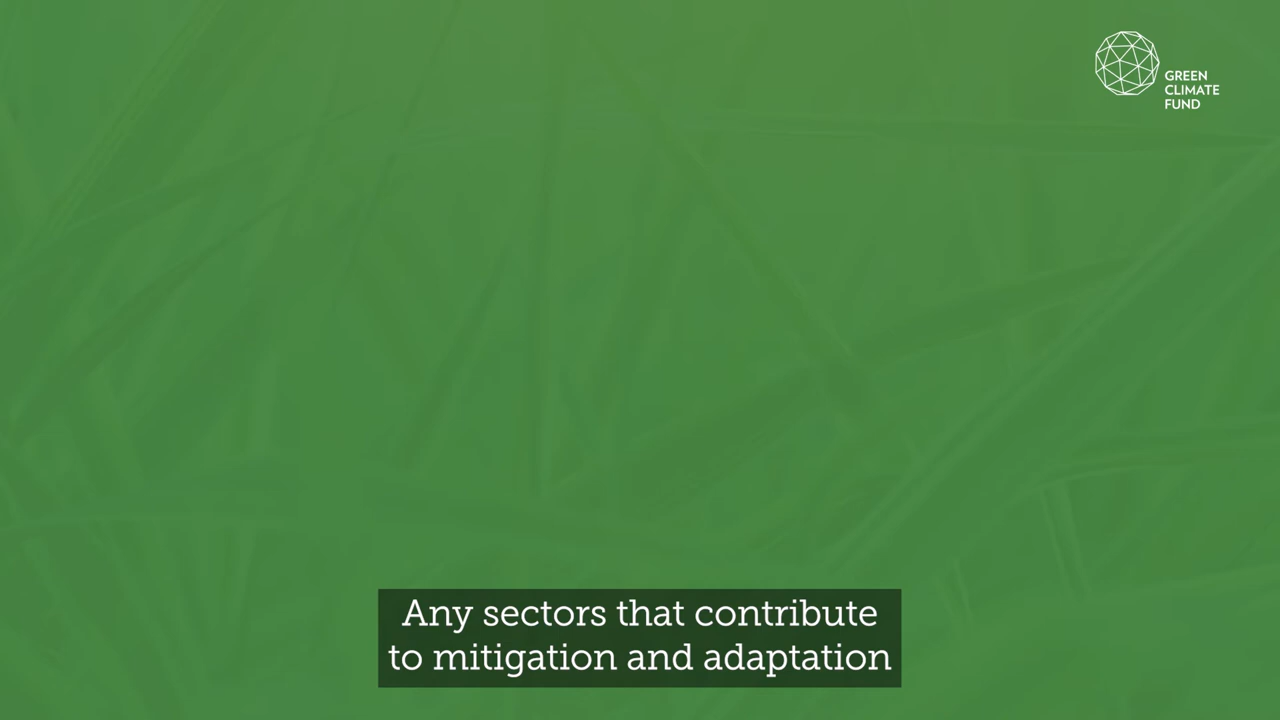 GREEN
CLIMATE
FUND
Any sectors that contribute
to mitigation and adaptation